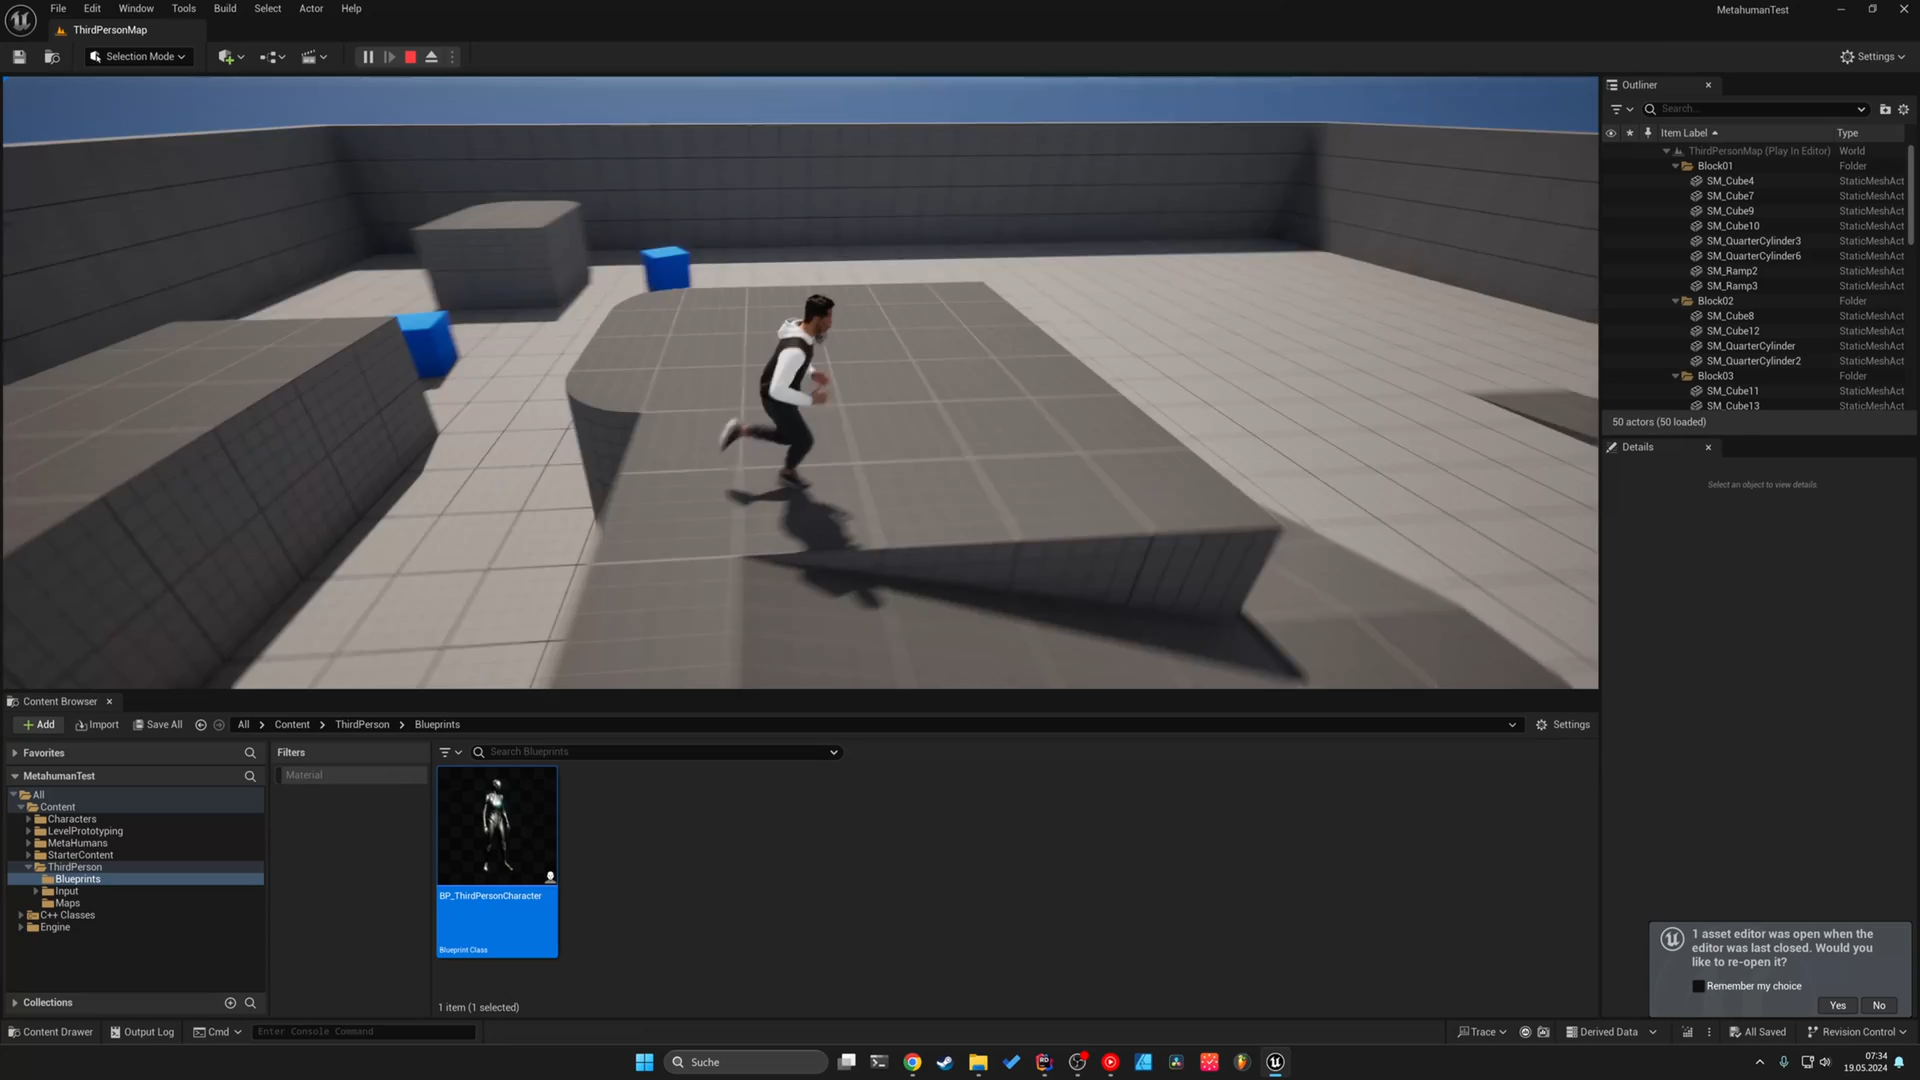 File Edit Window Tools Build Select Actor Help
MetahumanTest
ThirdPersonMap
Selection Mode
Settings
Outliner
Search...
Item Label Type
ThirdPersonMap (Play In Editor) World
Block01 Folder
SM_Cube4 StaticMeshAct
SM_Cube7 StaticMeshAct
SM_Cube9 StaticMeshAct
SM_Cube10 StaticMeshAct
SM_QuarterCylinder3 StaticMeshAct
SM_QuarterCylinder6 StaticMeshAct
SM_Ramp2 StaticMeshAct
SM_Ramp3 StaticMeshAct
Block02 Folder
SM_Cube8 StaticMeshAct
SM_Cube12 StaticMeshAct
SM_QuarterCylinder StaticMeshAct
SM_QuarterCylinder2 StaticMeshAct
Block03 Folder
SM_Cube11 StaticMeshAct
SM_Cube13 StaticMeshAct
50 actors (50 loaded)
Details
Select an object to view details.
Content Browser
Add Import Save All All Content ThirdPerson Blueprints Settings
Favorites
MetahumanTest
All
Content
Characters
LevelPrototyping
MetaHumans
StarterContent
ThirdPerson
Blueprints
Input
Maps
C++ Classes
Engine
Collections
Filters
Material
Search Blueprints
BP_ThirdPersonCharacter
Blueprint Class
1 item (1 selected)
1 asset editor was open when the
editor was last closed. Would you
like to re-open it?
Remember my choice
Yes No
Content Drawer Output Log Cmd Enter Console Command Trace Derived Data All Saved Revision Control
Suche
07:34
19.05.2024